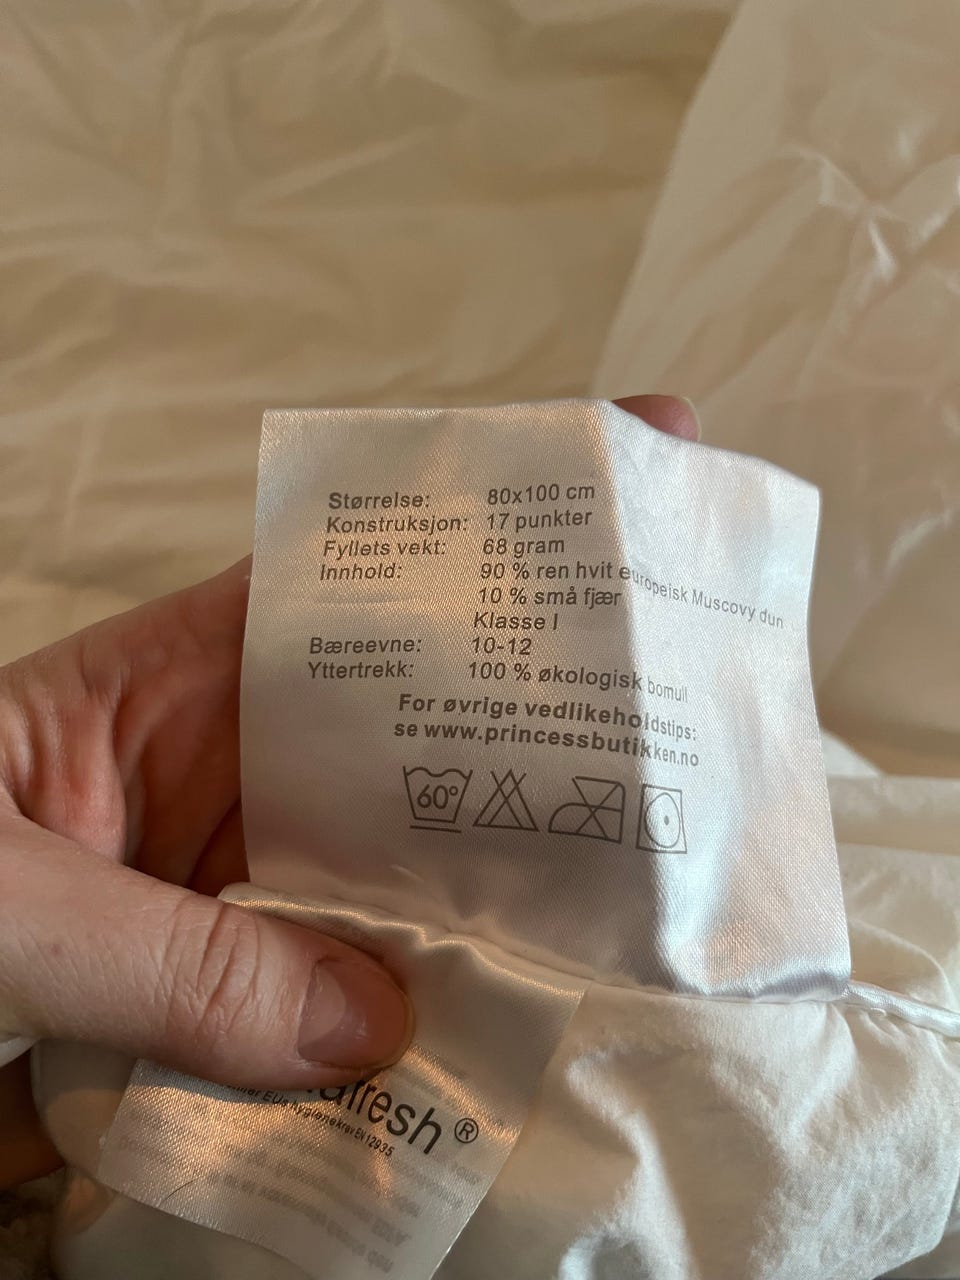 Størrelse: 80x100 cm
Konstruksjon: 17 punkter
Fyllets vekt: 68 gram
Innhold: 90 % ren hvit europeisk Muscovy dun
10 % små fjær
Klasse I
Bæreevne: 10-12
Yttertrekk: 100 % økologisk bomull
For øvrige vedlikeholdstips:
se www.princessbutikken.no
60°
®
EUs hygienekrav EN12935